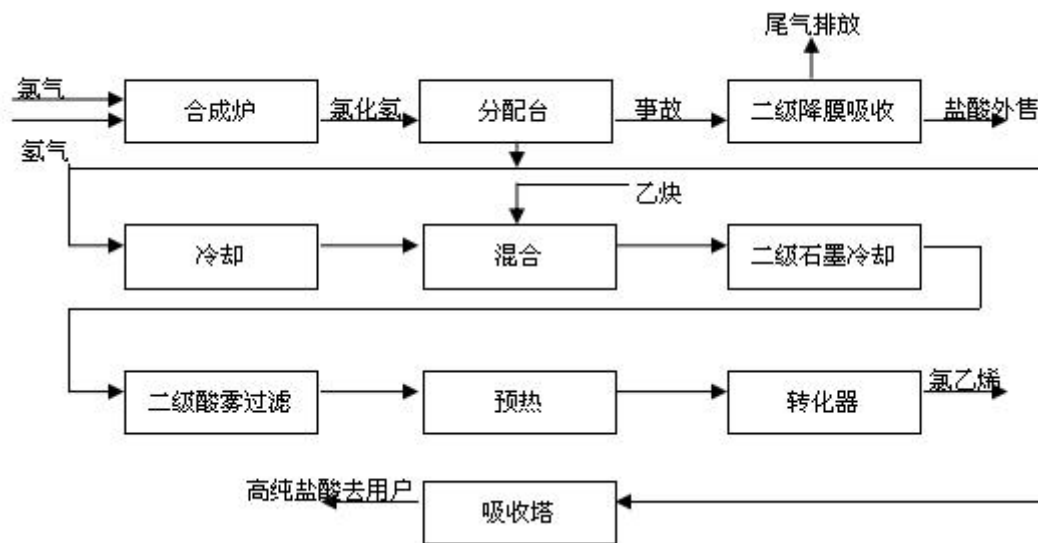 尾气排放
氯气
合成炉
氯化氢
分配台
事故
二级降膜吸收
盐酸外售
氢气
乙炔
冷却
混合
二级石墨冷却
二级酸雾过滤
预热
转化器
氯乙烯
高纯盐酸去用户
吸收塔